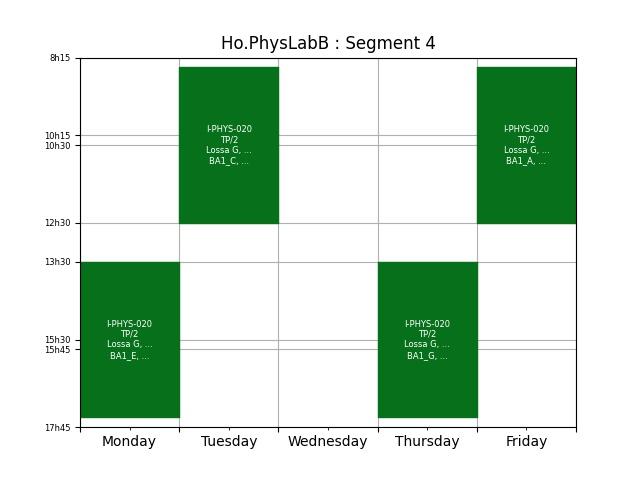 Ho.PhysLabB : Segment 4
8h15
10h15
10h30
12h30
13h30
15h30
15h45
17h45
I-PHYS-020
TP/2
Lossa G, ...
BA1_C, ...
I-PHYS-020
TP/2
Lossa G, ...
BA1_A, ...
I-PHYS-020
TP/2
Lossa G, ...
BA1_E, ...
I-PHYS-020
TP/2
Lossa G, ...
BA1_G, ...
Monday Tuesday Wednesday Thursday Friday